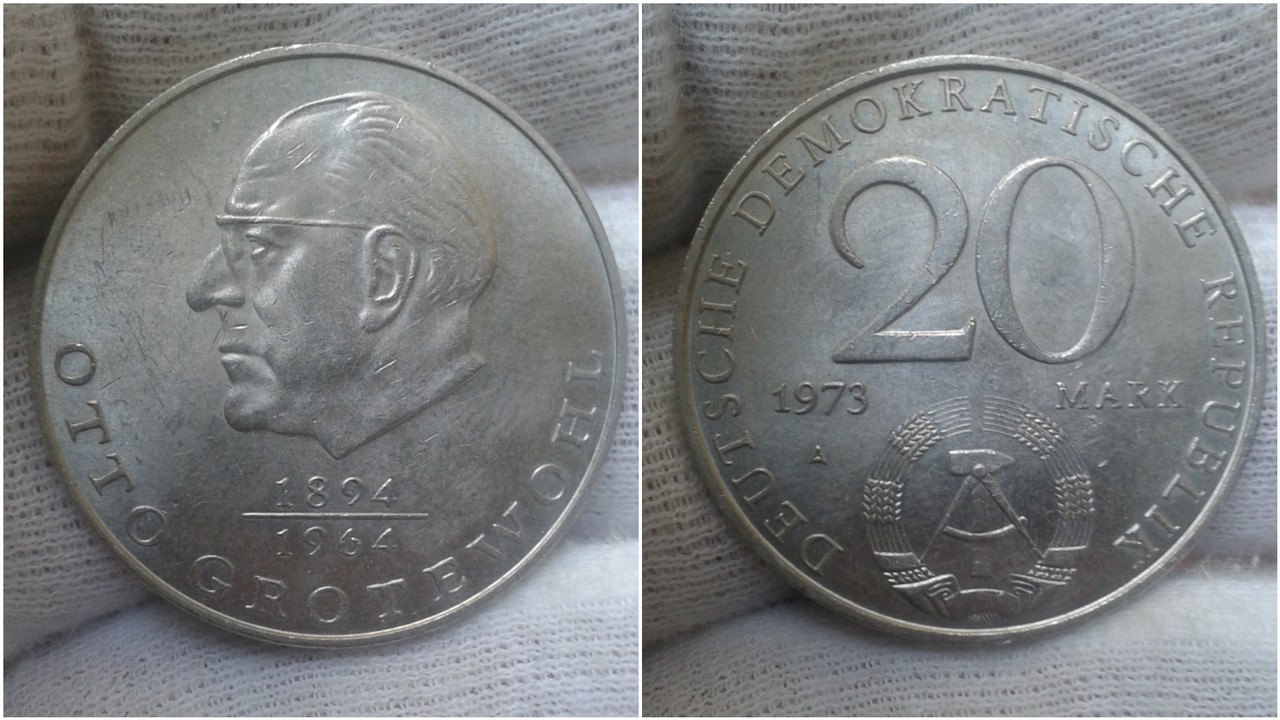 OTTO GROTEWOHL
1894
1964
DEUTSCHE DEMOKRATISCHE REPUBLIK
20
1973 MARK
A